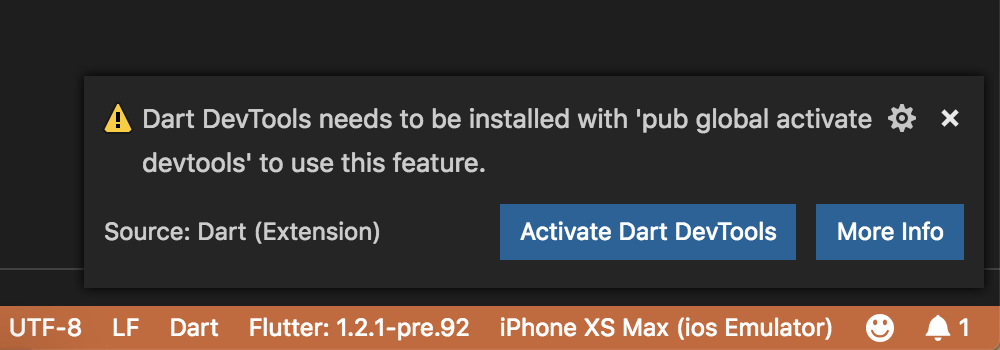 Dart DevTools needs to be installed with 'pub global activate
devtools' to use this feature.
Source: Dart (Extension) Activate Dart DevTools More Info
UTF-8 LF Dart Flutter: 1.2.1-pre.92 iPhone XS Max (ios Emulator) 1